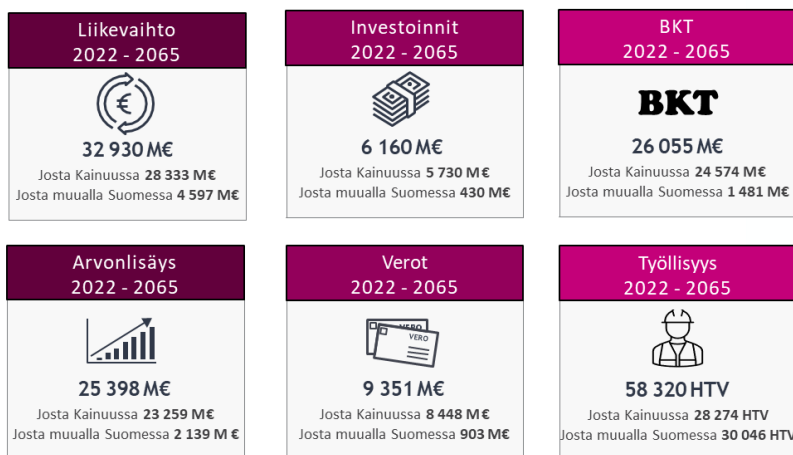 Liikevaihto
2022 - 2065
€
32 930 M€
Josta Kainuussa 28 333 M€
Josta muualla Suomessa 4 597 M€
Investoinnit
2022 - 2065
6 160 M€
Josta Kainuussa 5 730 M€
Josta muualla Suomessa 430 M€
BKT
2022 - 2065
BKT
26 055 M€
Josta Kainuussa 24 574 M€
Josta muualla Suomessa 1 481 M€
Arvonlisäys
2022 - 2065
25 398 M€
Josta Kainuussa 23 259 M€
Josta muualla Suomessa 2 139 M €
Verot
2022 - 2065
VERO
VERO
9 351 M€
Josta Kainuussa 8 448 M€
Josta muualla Suomessa 903 M€
Työllisyys
2022 - 2065
58 320 HTV
Josta Kainuussa 28 274 HTV
Josta muualla Suomessa 30 046 HTV